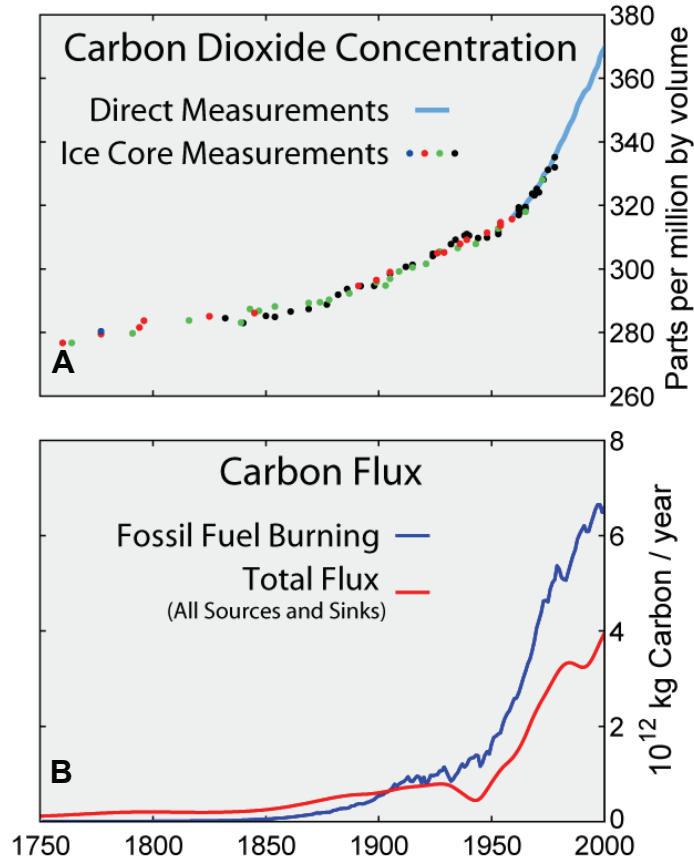 Carbon Dioxide Concentration
Direct Measurements
Ice Core Measurements
A
380
360
340
320
300
280
260
Parts per million by volume
Carbon Flux
Fossil Fuel Burning
Total Flux
(All Sources and Sinks)
B
8
6
4
2
0
10¹² kg Carbon / year
1750 1800 1850 1900 1950 2000